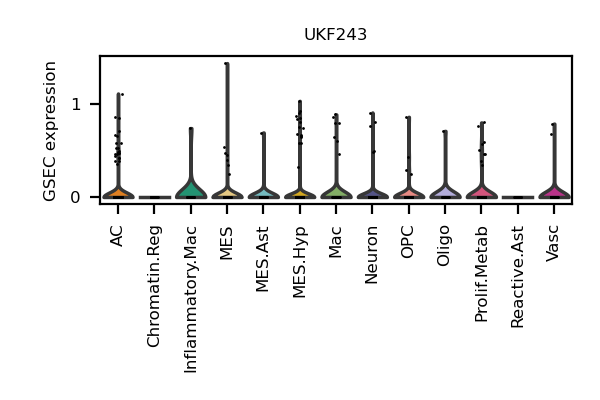 UKF243
GSEC expression
1
0
AC
Chromatin.Reg
Inflammatory.Mac
MES
MES.Ast
MES.Hyp
Mac
Neuron
OPC
Oligo
Prolif.Metab
Reactive.Ast
Vasc